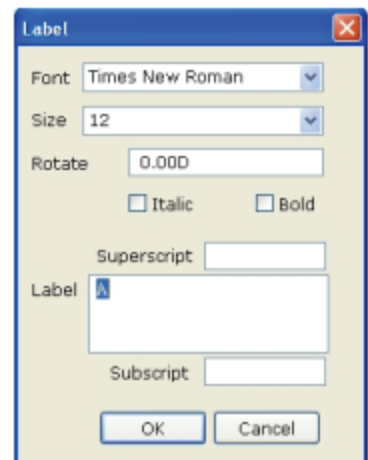 Label
Font Times New Roman
Size 12
Rotate 0.00D
Italic Bold
Superscript
Label A
Subscript
OK Cancel